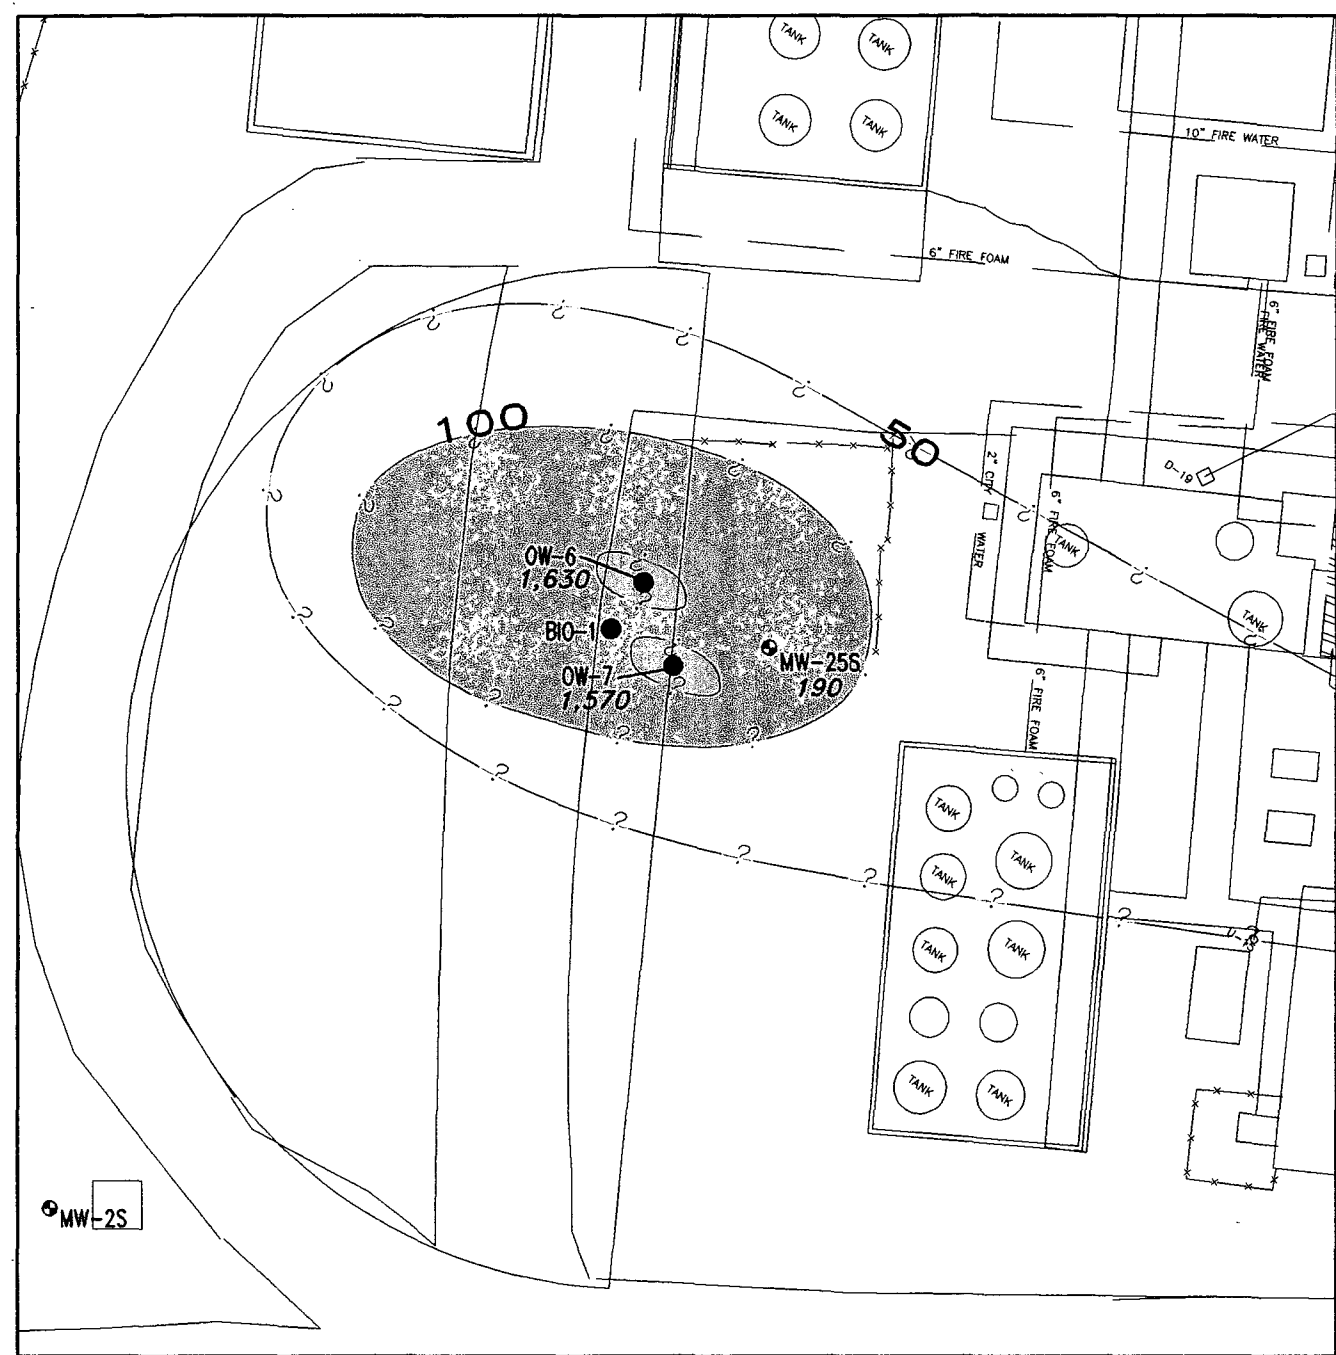 TANK
TANK
TANK
TANK
10" FIRE WATER
6" FIRE FOAM
6" FIRE FOAM
FIRE WATER
100
50
D-19
2" CITY WATER
6" FIRE FOAM
TANK
TANK
OW-6
1,630
BIO-1
MW-25S
190
OW-7
1,570
6" FIRE FOAM
TANK
TANK
TANK
TANK
TANK
TANK
TANK
MW-2S